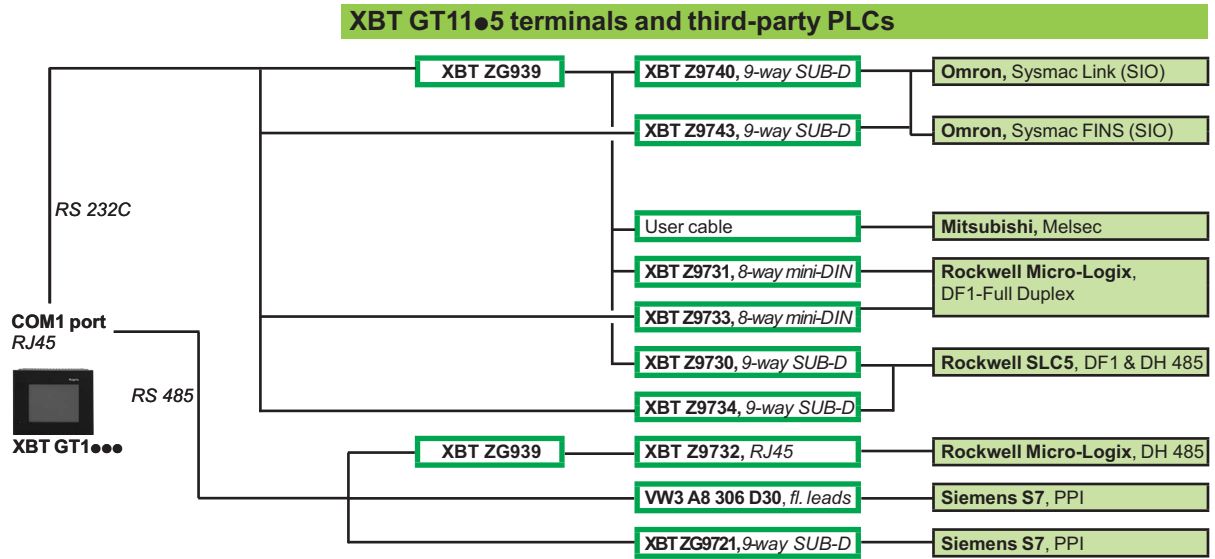 XBT GT11●5 terminals and third-party PLCs
XBT ZG939
XBT Z9740, 9-way SUB-D
Omron, Sysmac Link (SIO)
XBT Z9743, 9-way SUB-D
Omron, Sysmac FINS (SIO)
RS 232C
User cable
Mitsubishi, Melsec
XBT Z9731, 8-way mini-DIN
Rockwell Micro-Logix,
DF1-Full Duplex
XBT Z9733, 8-way mini-DIN
COM1 port
RJ45
XBT Z9730, 9-way SUB-D
Rockwell SLC5, DF1 & DH 485
RS 485
XBT Z9734, 9-way SUB-D
XBT GT1●●●
XBT ZG939
XBT Z9732, RJ45
Rockwell Micro-Logix, DH 485
VW3 A8 306 D30, fl. leads
Siemens S7, PPI
XBT ZG9721, 9-way SUB-D
Siemens S7, PPI